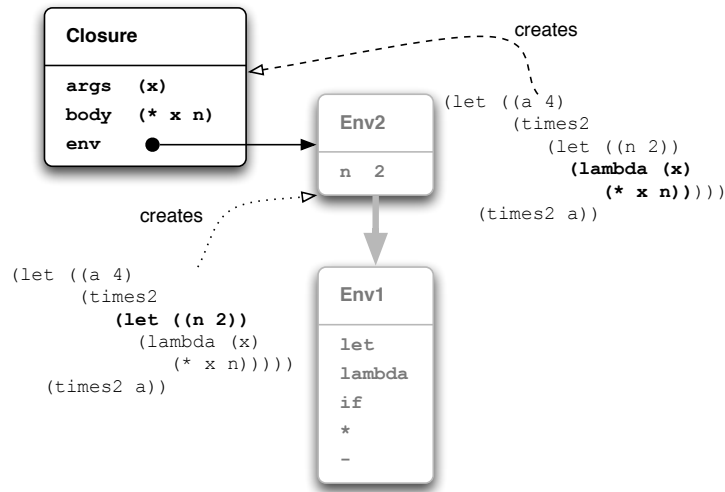 Closure
args (x)
body (* x n)
env
creates
Env2
n 2
(let ((a 4)
(times2
(let ((n 2))
(lambda (x)
(* x n)))))
(times2 a))
creates
(let ((a 4)
(times2
(let ((n 2))
(lambda (x)
(* x n)))))
(times2 a))
Env1
let
lambda
if
*
-